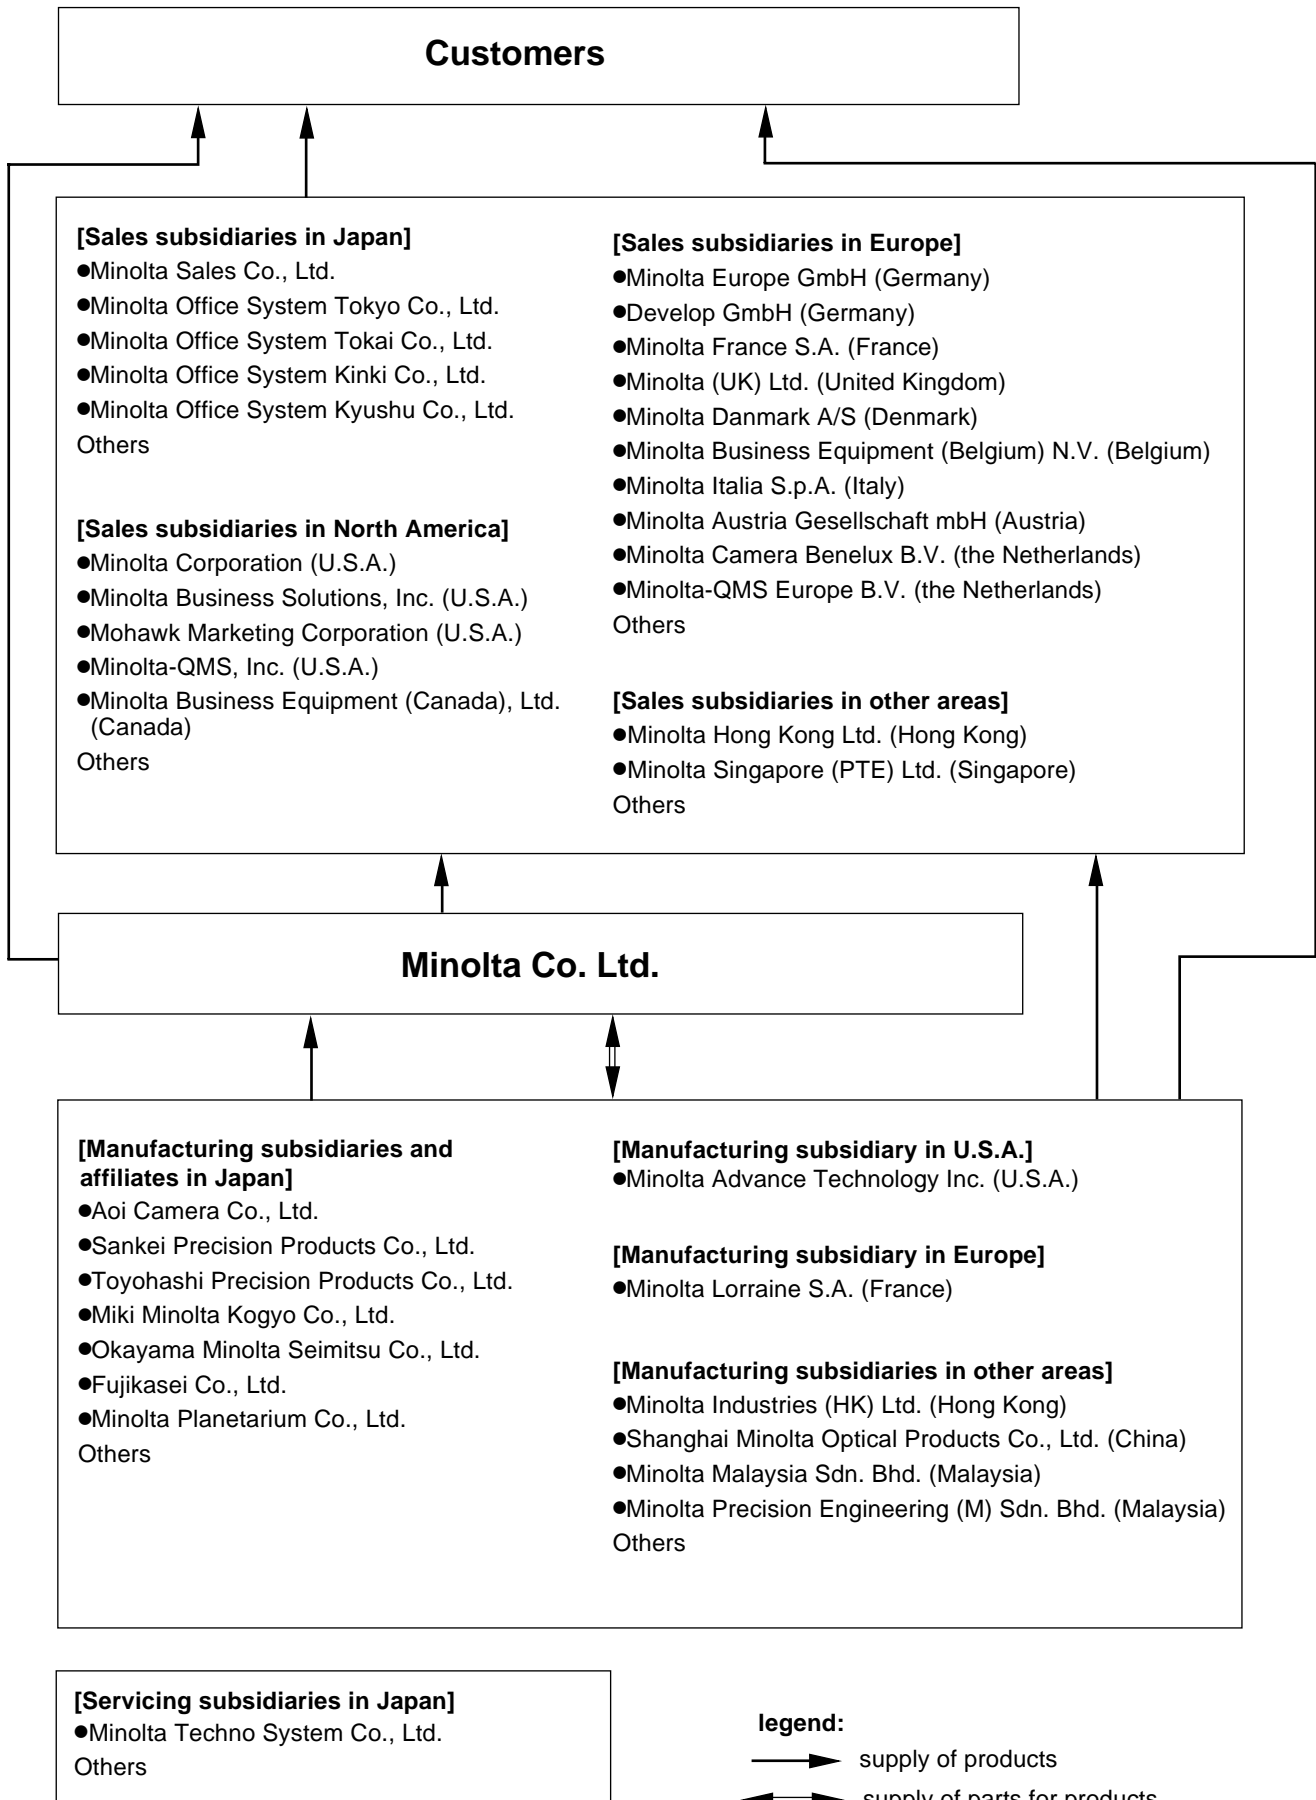 Customers
[Sales subsidiaries in Japan]
●Minolta Sales Co., Ltd.
●Minolta Office System Tokyo Co., Ltd.
●Minolta Office System Tokai Co., Ltd.
●Minolta Office System Kinki Co., Ltd.
●Minolta Office System Kyushu Co., Ltd.
Others
[Sales subsidiaries in North America]
●Minolta Corporation (U.S.A.)
●Minolta Business Solutions, Inc. (U.S.A.)
●Mohawk Marketing Corporation (U.S.A.)
●Minolta-QMS, Inc. (U.S.A.)
●Minolta Business Equipment (Canada), Ltd.
(Canada)
Others
[Sales subsidiaries in Europe]
●Minolta Europe GmbH (Germany)
●Develop GmbH (Germany)
●Minolta France S.A. (France)
●Minolta (UK) Ltd. (United Kingdom)
●Minolta Danmark A/S (Denmark)
●Minolta Business Equipment (Belgium) N.V. (Belgium)
●Minolta Italia S.p.A. (Italy)
●Minolta Austria Gesellschaft mbH (Austria)
●Minolta Camera Benelux B.V. (the Netherlands)
●Minolta-QMS Europe B.V. (the Netherlands)
Others
[Sales subsidiaries in other areas]
●Minolta Hong Kong Ltd. (Hong Kong)
●Minolta Singapore (PTE) Ltd. (Singapore)
Others
Minolta Co. Ltd.
[Manufacturing subsidiaries and
affiliates in Japan]
●Aoi Camera Co., Ltd.
●Sankei Precision Products Co., Ltd.
●Toyohashi Precision Products Co., Ltd.
●Miki Minolta Kogyo Co., Ltd.
●Okayama Minolta Seimitsu Co., Ltd.
●Fujikasei Co., Ltd.
●Minolta Planetarium Co., Ltd.
Others
[Manufacturing subsidiary in U.S.A.]
●Minolta Advance Technology Inc. (U.S.A.)
[Manufacturing subsidiary in Europe]
●Minolta Lorraine S.A. (France)
[Manufacturing subsidiaries in other areas]
●Minolta Industries (HK) Ltd. (Hong Kong)
●Shanghai Minolta Optical Products Co., Ltd. (China)
●Minolta Malaysia Sdn. Bhd. (Malaysia)
●Minolta Precision Engineering (M) Sdn. Bhd. (Malaysia)
Others
[Servicing subsidiaries in Japan]
●Minolta Techno System Co., Ltd.
Others
legend:
supply of products
supply of parts for products